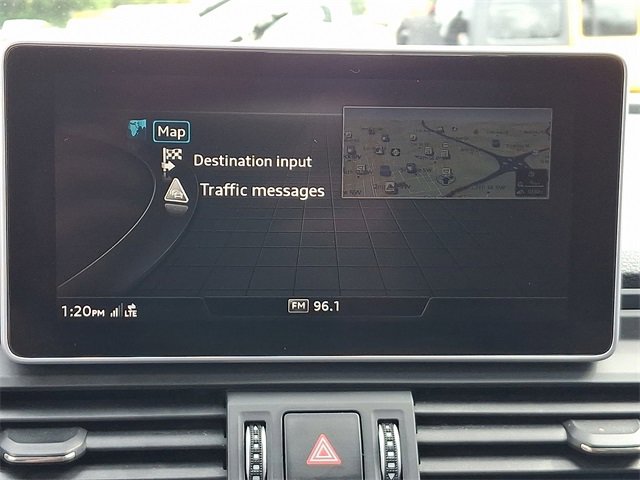 Map
Destination input
Traffic messages
1:20PM LTE
FM 96.1